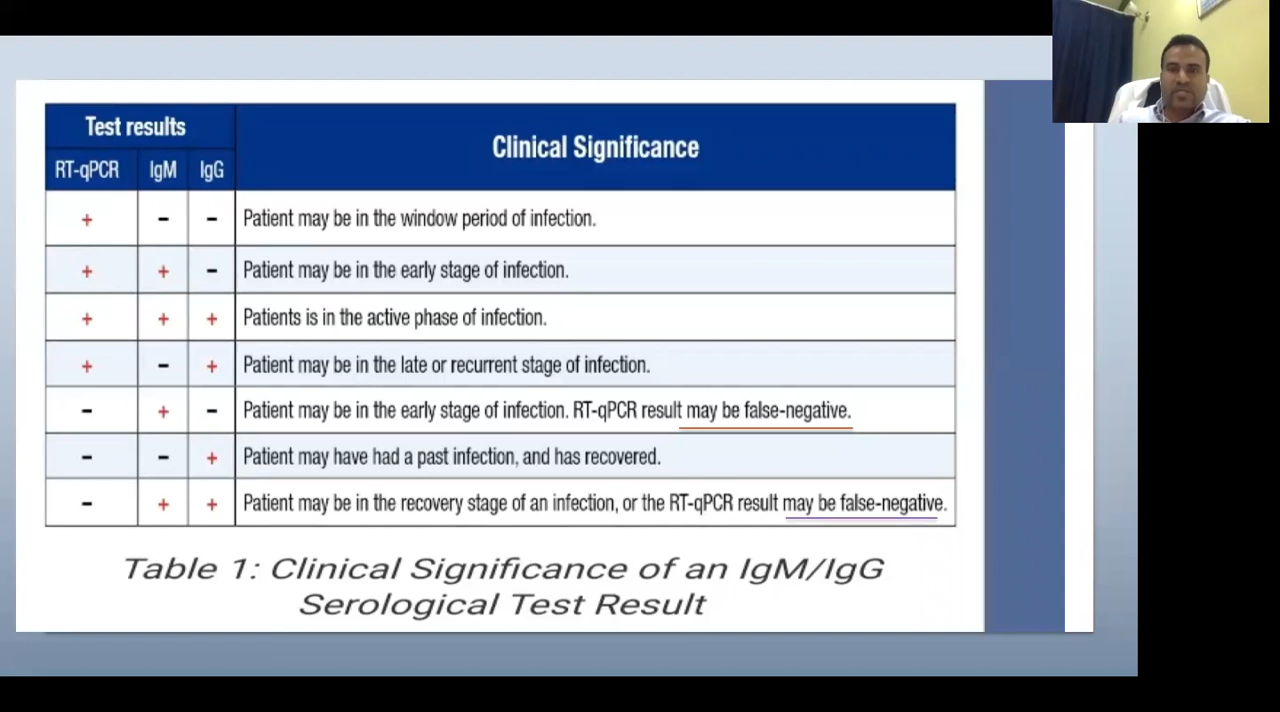 Test results
Clinical Significance
RT-qPCR IgM IgG
+ - - Patient may be in the window period of infection.
+ + - Patient may be in the early stage of infection.
+ + + Patients is in the active phase of infection.
+ - + Patient may be in the late or recurrent stage of infection.
- + - Patient may be in the early stage of infection. RT-qPCR result may be false-negative.
- - + Patient may have had a past infection, and has recovered.
- + + Patient may be in the recovery stage of an infection, or the RT-qPCR result may be false-negative.
Table 1: Clinical Significance of an IgM/IgG
Serological Test Result